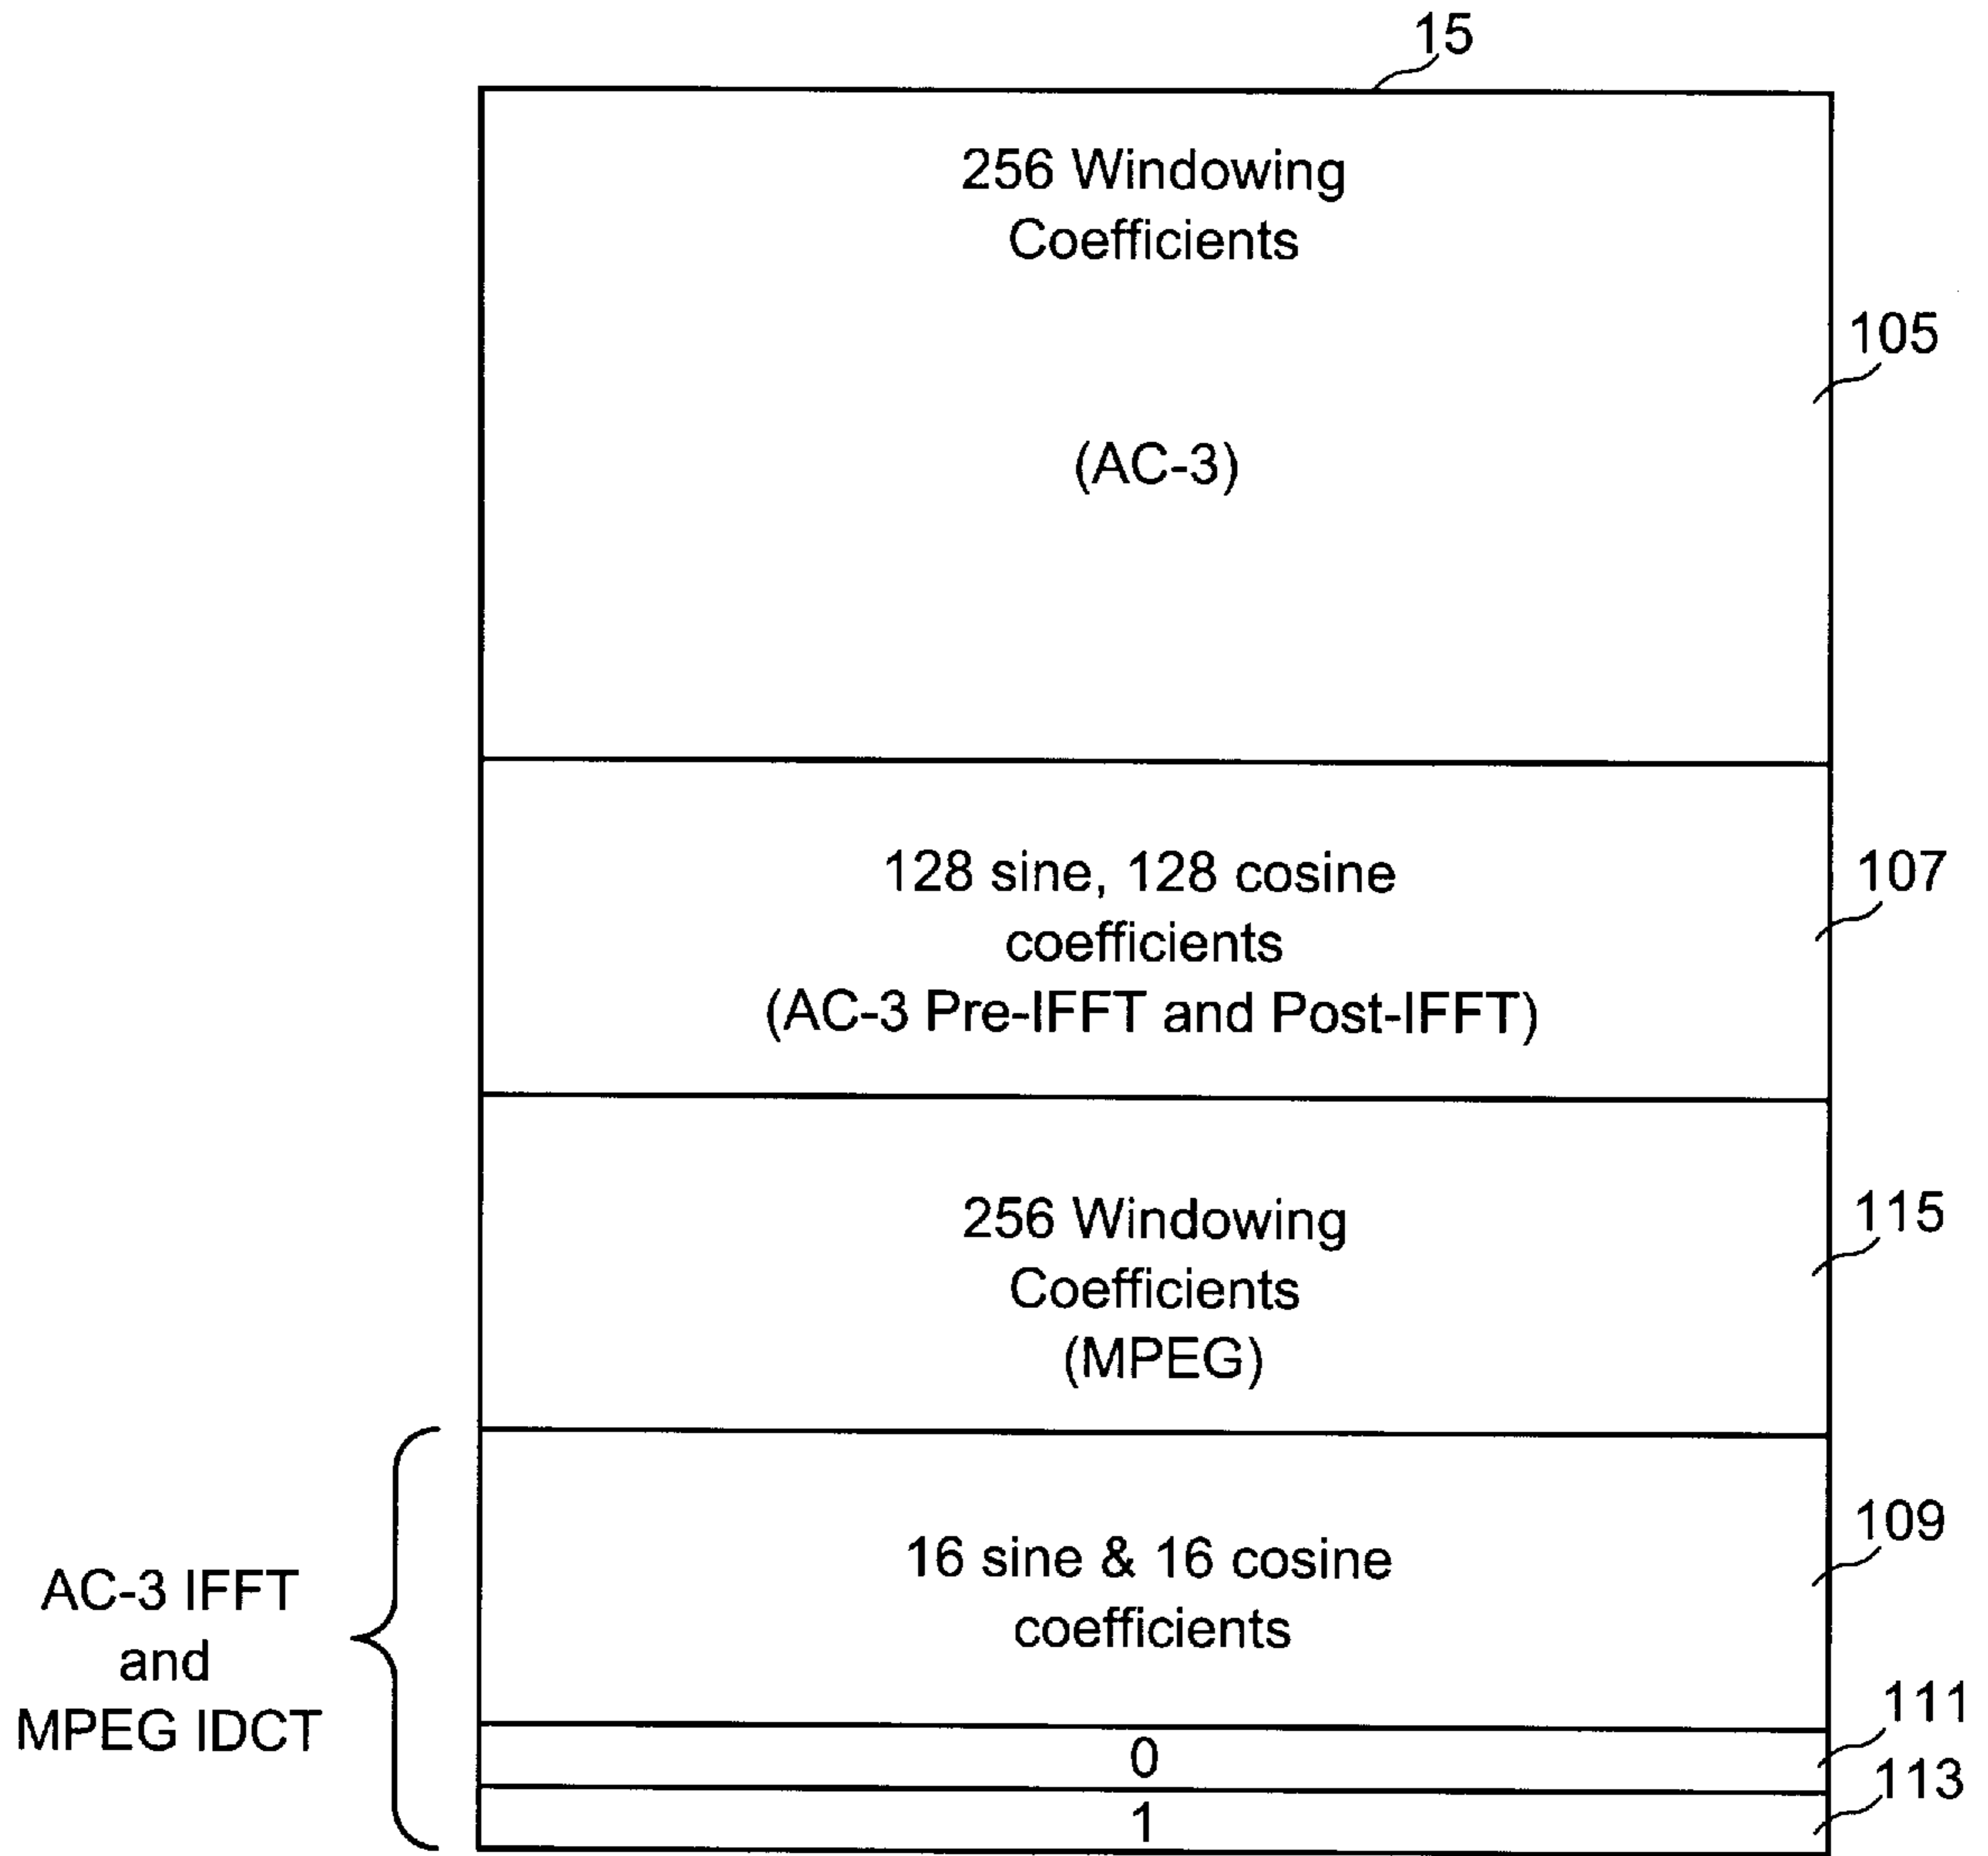 15
256 Windowing
Coefficients
105
(AC-3)
128 sine, 128 cosine
107
coefficients
(AC-3 Pre-IFFT and Post-IFFT)
256 Windowing
115
Coefficients
(MPEG)
109
16 sine & 16 cosine
coefficients
AC-3 IFFT
and
MPEG IDCT
111
0
113
1